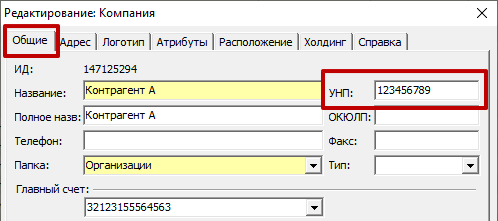 Редактирование: Компания
Общие Адрес Логотип Атрибуты Расположение Холдинг Справка
ИД: 147125294
Название: Контрагент А УНП: 123456789
Полное назв: Контрагент А ОКЮЛП:
Телефон: Факс:
Папка: Организации Тип:
Главный счет:
32123155564563